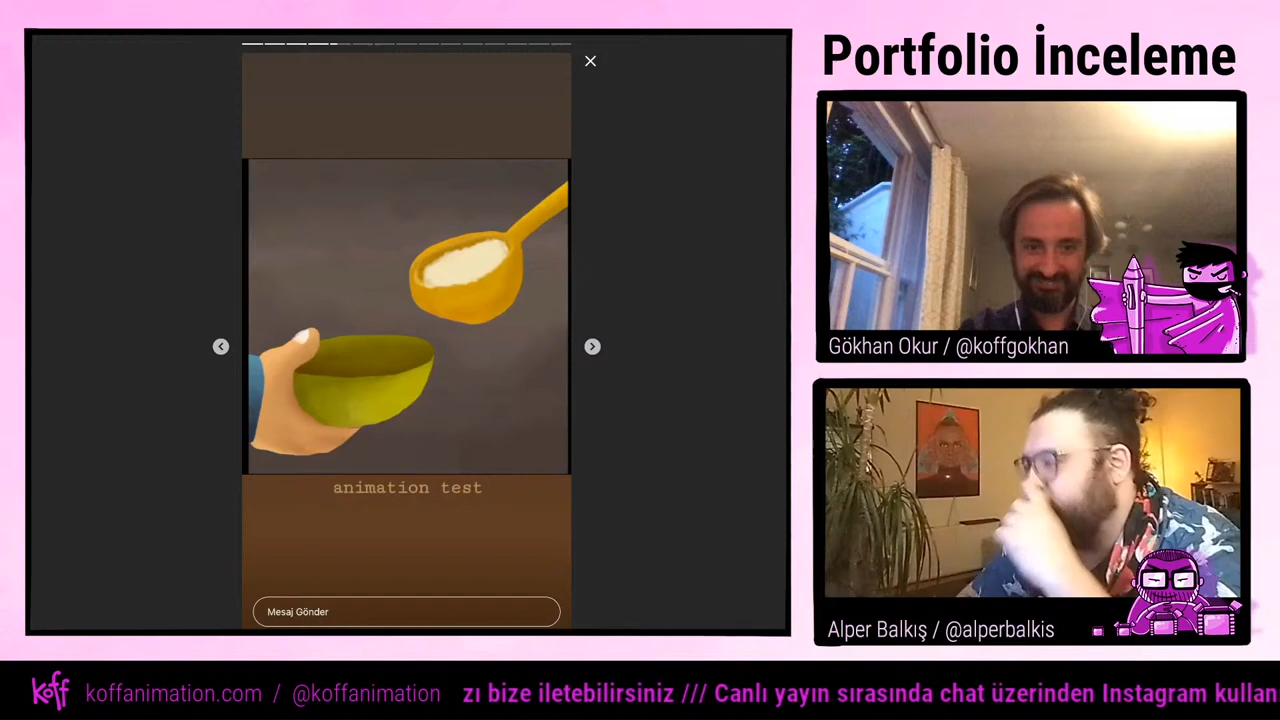 Portfolio İnceleme
animation test
Mesaj Gönder
Gökhan Okur / @koffgokhan
Alper Balkış / @alperbalkis
koff koffanimation.com / @koffanimation zı bize iletebilirsiniz /// Canlı yayın sırasında chat üzerinden Instagram kullan